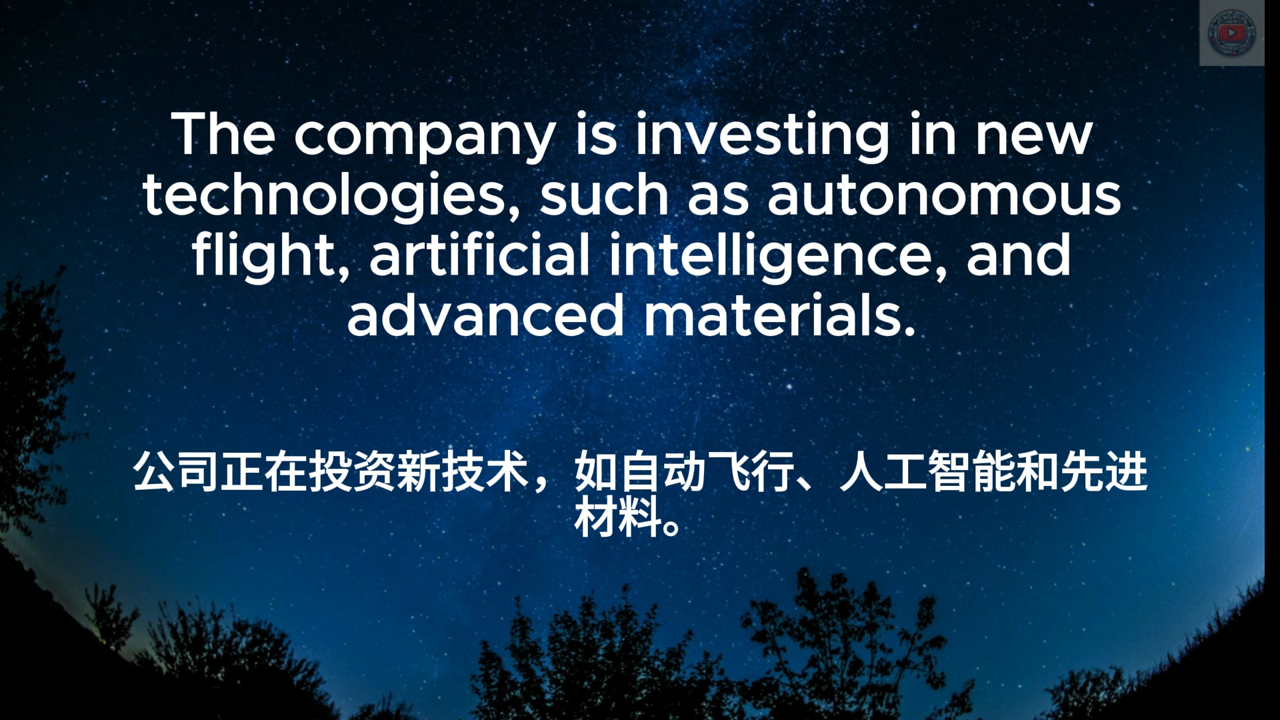 The company is investing in new
technologies, such as autonomous
flight, artificial intelligence, and
advanced materials.
公司正在投资新技术，如自动飞行、人工智能和先进
材料。